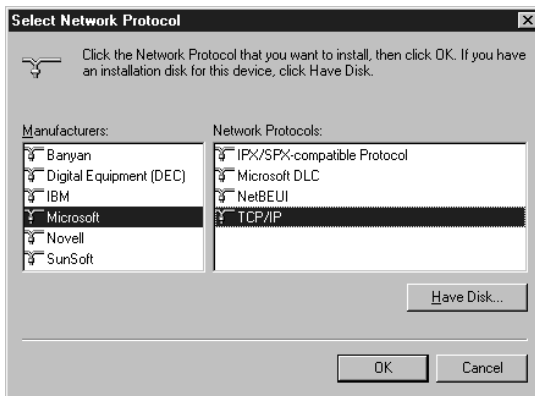 Select Network Protocol
Click the Network Protocol that you want to install, then click OK. If you have
an installation disk for this device, click Have Disk.
Manufacturers:
Banyan
Digital Equipment (DEC)
IBM
Microsoft
Novell
SunSoft
Network Protocols:
IPX/SPX-compatible Protocol
Microsoft DLC
NetBEUI
TCP/IP
Have Disk...
OK
Cancel